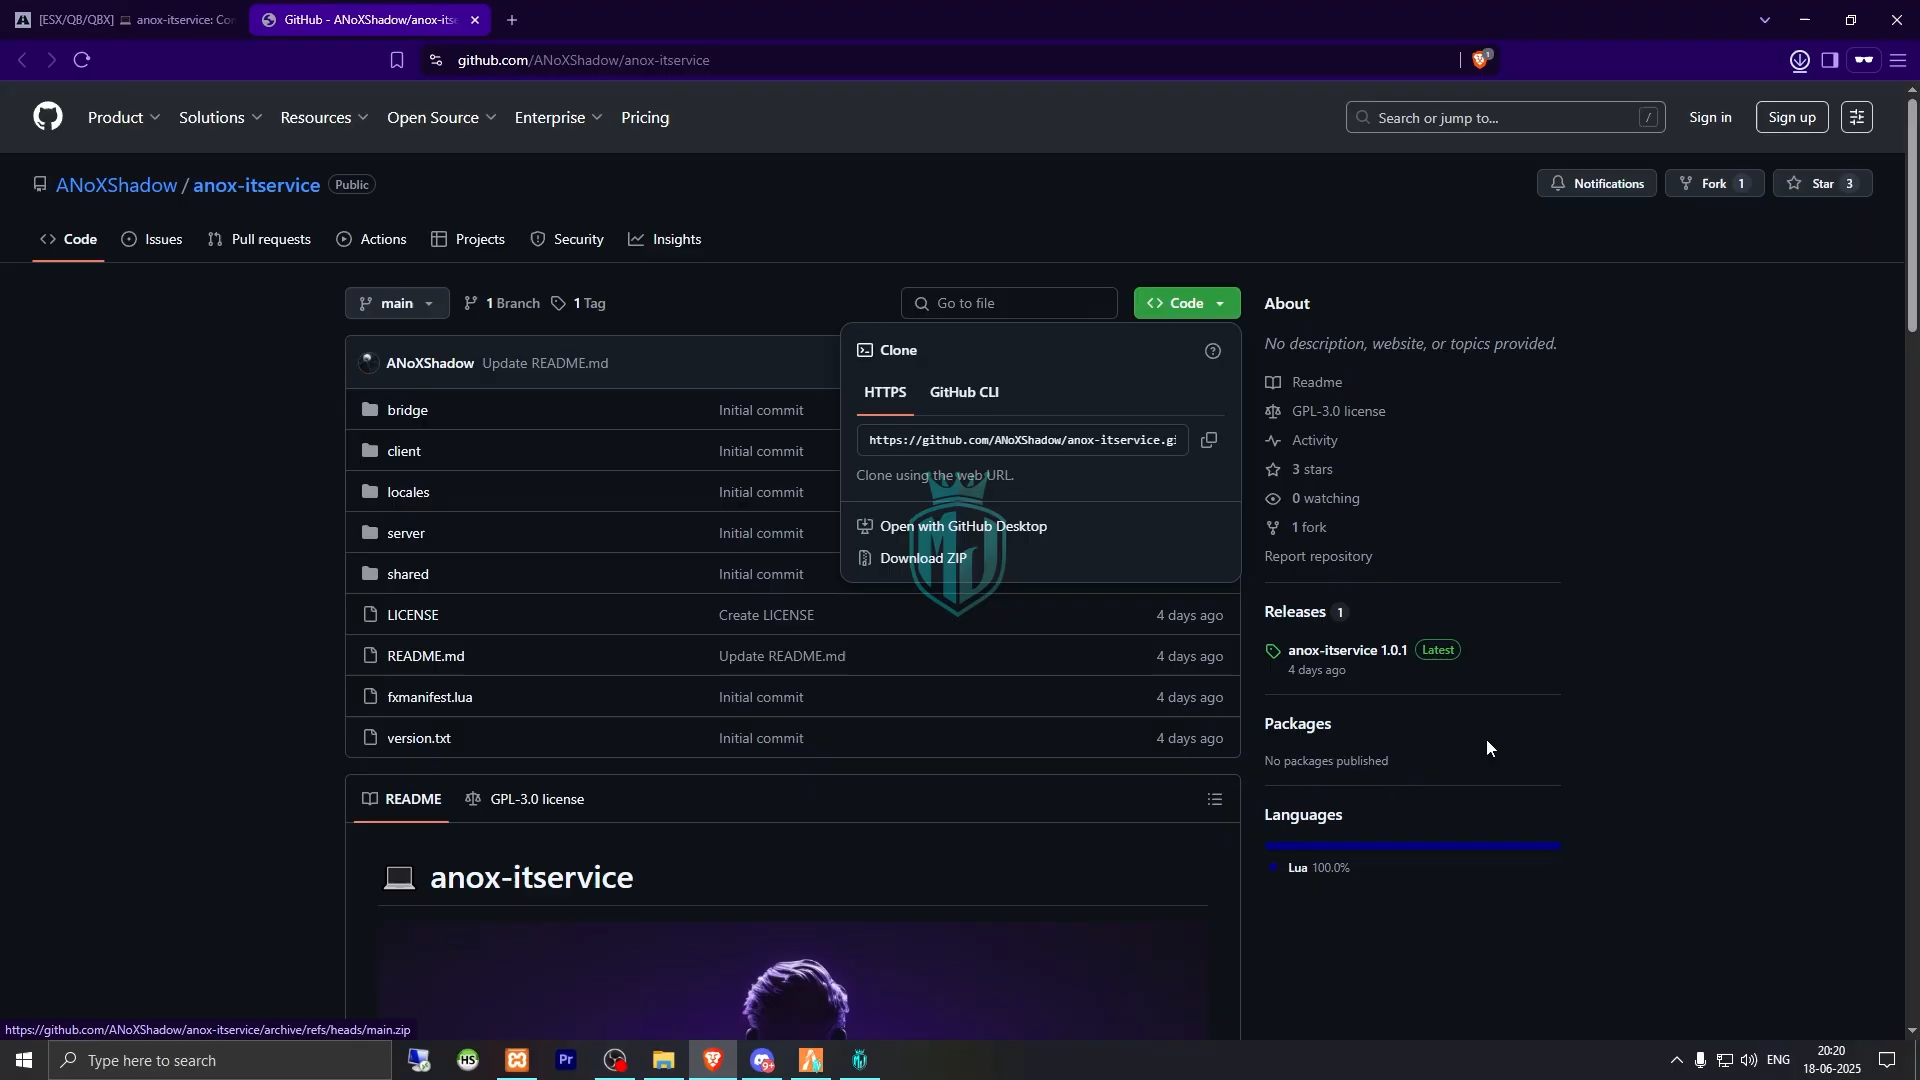 [ESX/QB/QBX] 💻 anox-itservice: Co
GitHub - ANoXShadow/anox-its
github.com/ANoXShadow/anox-itservice
1
Product
Solutions
Resources
Open Source
Enterprise
Pricing
Search or jump to...
/
Sign in
Sign up
ANoXShadow / anox-itservice
Public
Notifications
Fork 1
Star 3
Code
Issues
Pull requests
Actions
Projects
Security
Insights
main
1 Branch
1 Tag
Go to file
Code
About
ANoXShadow Update README.md
Clone
No description, website, or topics provided.
HTTPS
GitHub CLI
Readme
bridge
Initial commit
GPL-3.0 license
https://github.com/ANoXShadow/anox-itservice.gi
Activity
client
Initial commit
Clone using the web URL.
3 stars
locales
Initial commit
0 watching
server
Initial commit
Open with GitHub Desktop
1 fork
Download ZIP
Report repository
shared
Initial commit
LICENSE
Create LICENSE
4 days ago
Releases 1
README.md
Update README.md
4 days ago
anox-itservice 1.0.1 Latest
4 days ago
fxmanifest.lua
Initial commit
4 days ago
Packages
version.txt
Initial commit
4 days ago
No packages published
README
GPL-3.0 license
Languages
Lua 100.0%
💻 anox-itservice
https://github.com/ANoXShadow/anox-itservice/archive/refs/heads/main.zip
Type here to search
HS
Pr
9+
ENG
20:20
18-06-2025